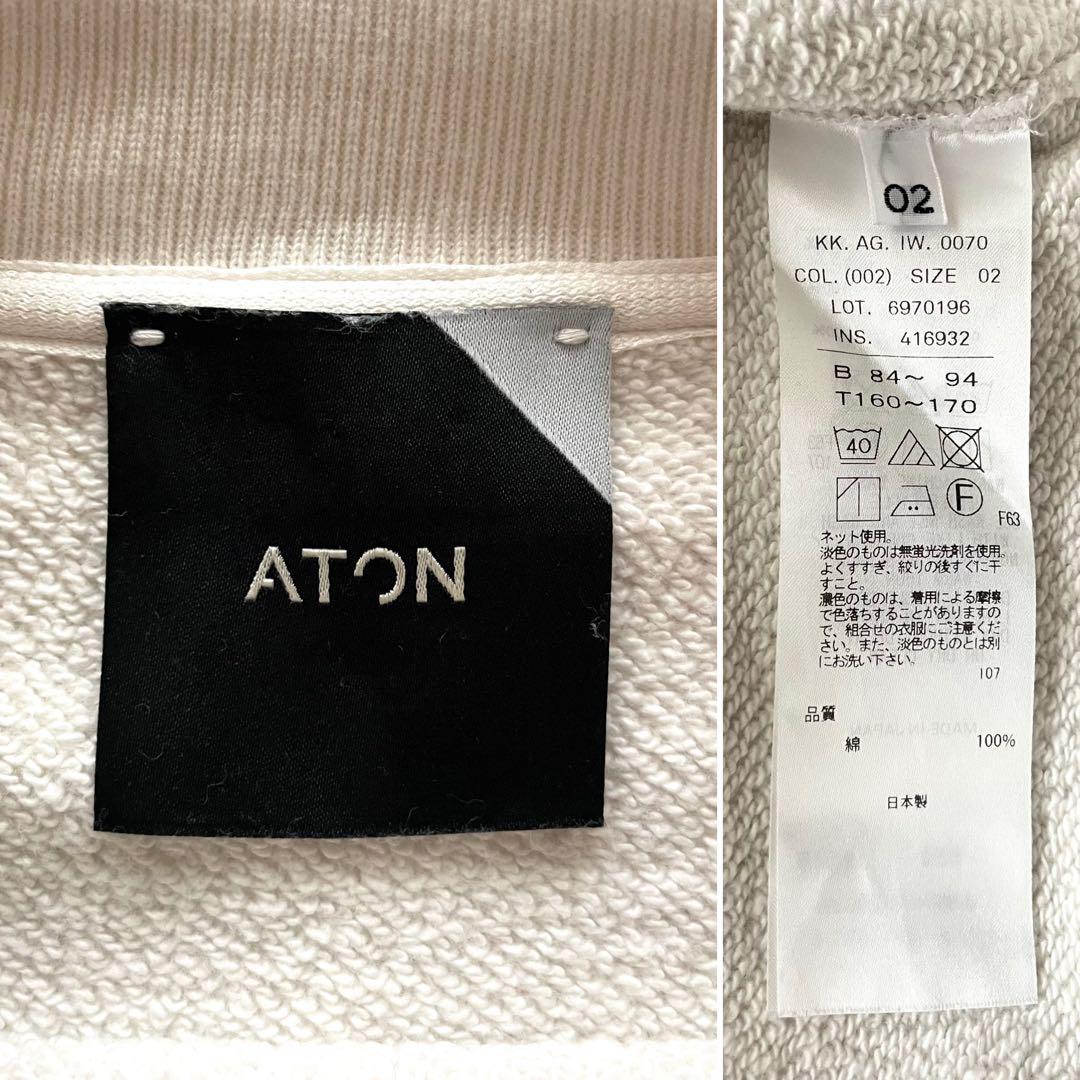 ATON
02
KK. AG. IW. 0070
COL. (002) SIZE 02
LOT. 6970196
INS. 416932
B 84～ 94
T160～170
40
F
F63
ネット使用。
淡色のものは無蛍光洗剤を使用。
よくすすぎ、絞りの後すぐに干
すこと。
濃色のものは、着用による摩擦
で色落ちすることがありますの
で、組合せの衣服にご注意くだ
さい。また、淡色のものとは別
にお洗い下さい。
107
品質
綿 100%
日本製